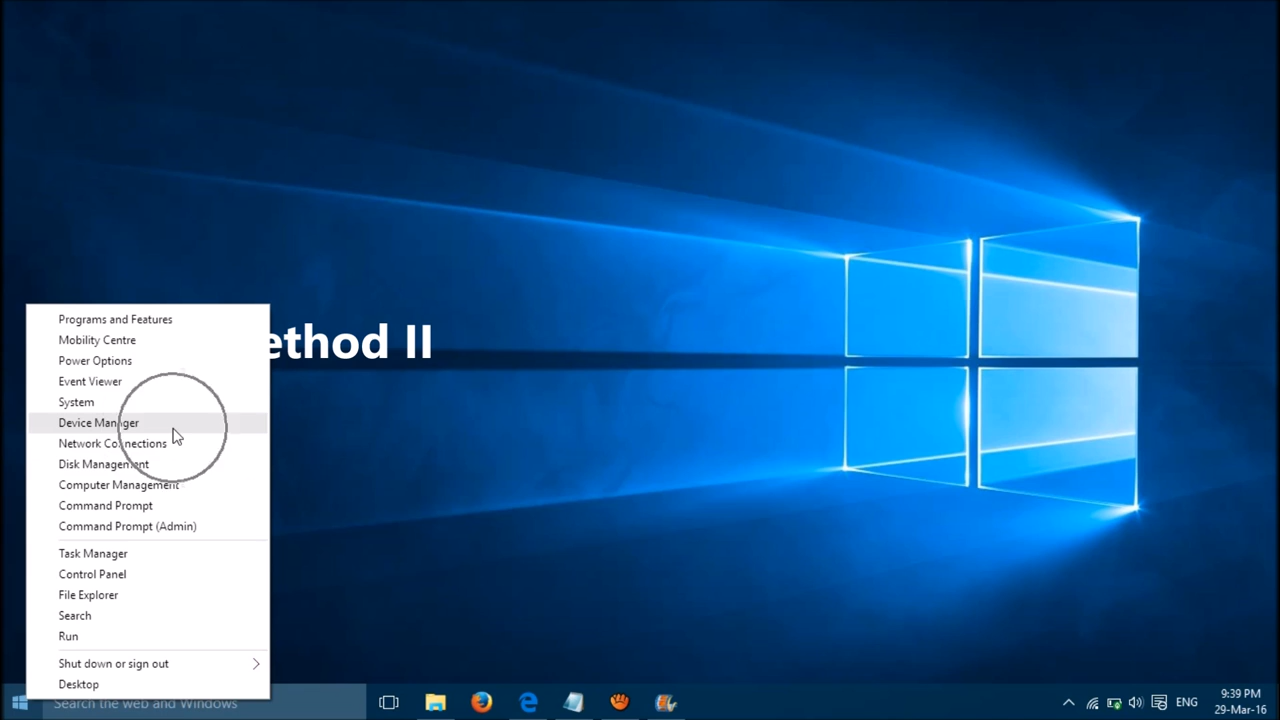 Programs and Features
Mobility Centre
ethod II
Power Options
Event Viewer
System
Device Manager
Network Connections
Disk Management
Computer Management
Command Prompt
Command Prompt (Admin)
Task Manager
Control Panel
File Explorer
Search
Run
Shut down or sign out
Desktop
Search the web and Windows
ENG
9:39 PM
29-Mar-16